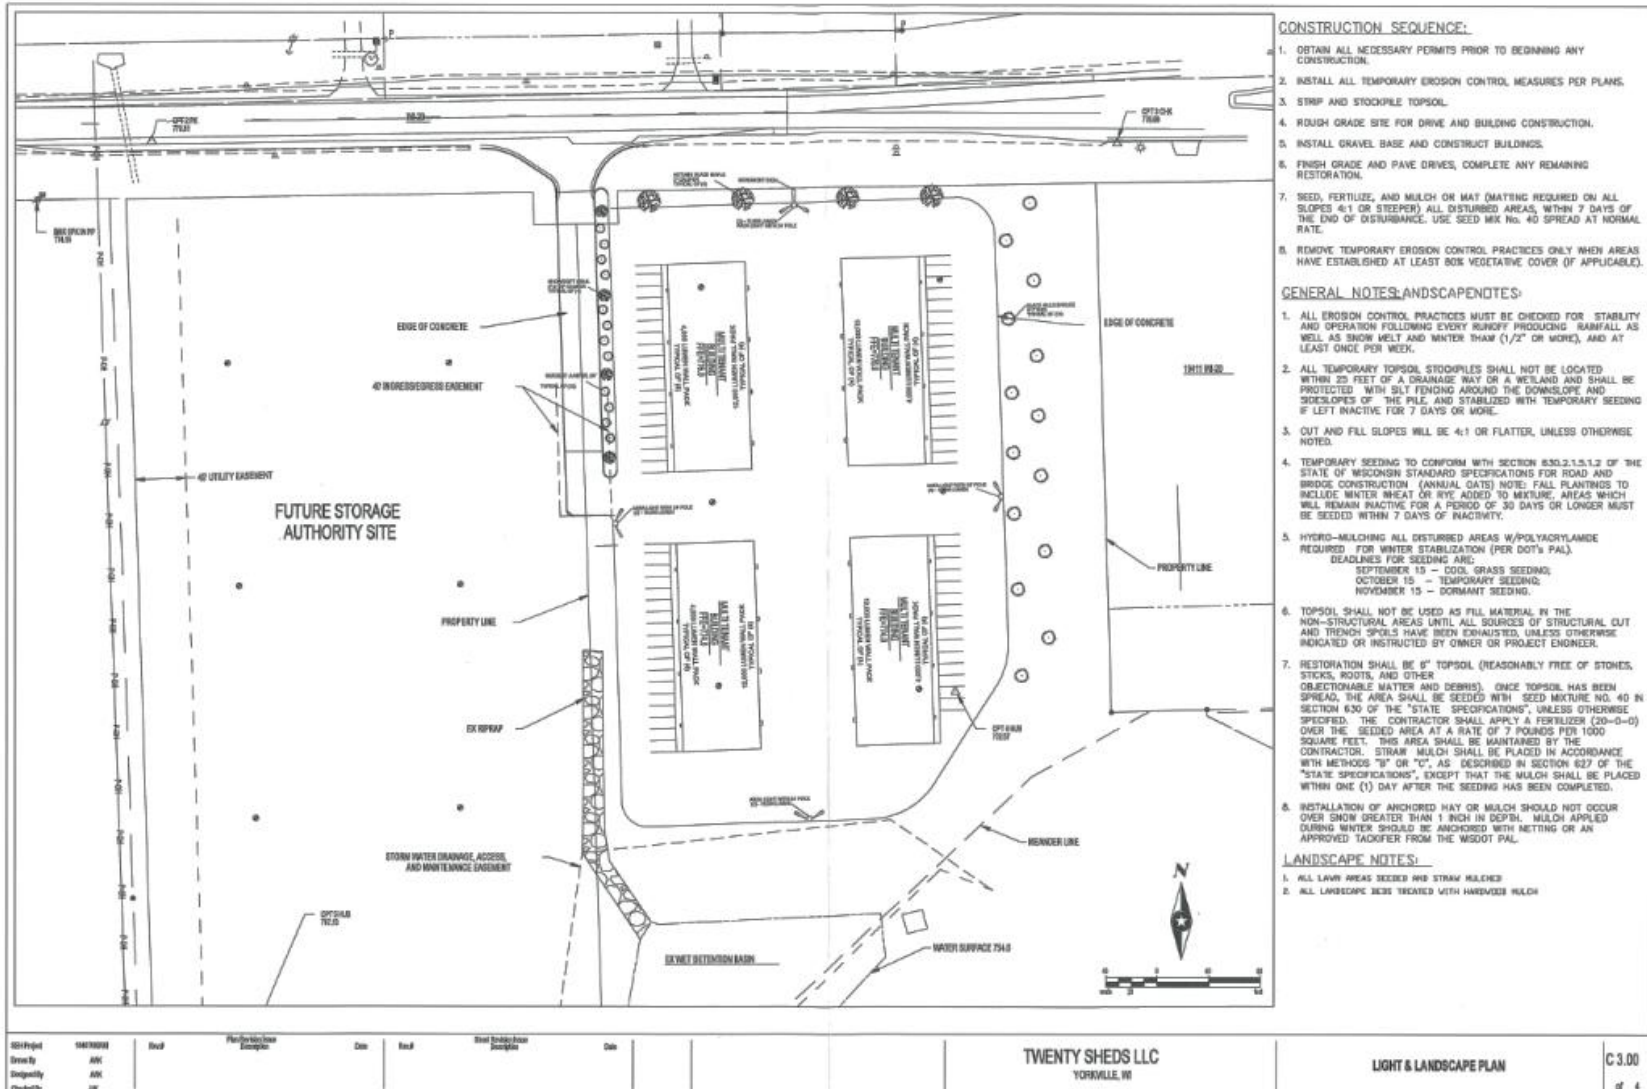 WI-20
EDGE OF CONCRETE
40' INGRESS/EGRESS EASEMENT
40' UTILITY EASEMENT
FUTURE STORAGE
AUTHORITY SITE
PROPERTY LINE
EX RIPRAP
STORM WATER DRAINAGE, ACCESS,
AND MAINTENANCE EASEMENT
MULTI TENANT
BUILDING
MULTI TENANT
BUILDING
MULTI TENANT
BUILDING
MULTI TENANT
BUILDING
EDGE OF CONCRETE
PROPERTY LINE
MEANDER LINE
EX WET DETENTION BASIN
N
CONSTRUCTION SEQUENCE:
1. OBTAIN ALL NECESSARY PERMITS PRIOR TO BEGINNING ANY
CONSTRUCTION.
2. INSTALL ALL TEMPORARY EROSION CONTROL MEASURES PER PLANS.
3. STRIP AND STOCKPILE TOPSOIL.
4. ROUGH GRADE SITE FOR DRIVE AND BUILDING CONSTRUCTION.
5. INSTALL GRAVEL BASE AND CONSTRUCT BUILDINGS.
6. FINISH GRADE AND PAVE DRIVES, COMPLETE ANY REMAINING
RESTORATION.
7. SEED, FERTILIZE, AND MULCH OR MAT (MATTING REQUIRED ON ALL
SLOPES 4:1 OR STEEPER) ALL DISTURBED AREAS, WITHIN 7 DAYS OF
THE END OF DISTURBANCE. USE SEED MIX No. 40 SPREAD AT NORMAL
RATE.
8. REMOVE TEMPORARY EROSION CONTROL PRACTICES ONLY WHEN AREAS
HAVE ESTABLISHED AT LEAST 80% VEGETATIVE COVER (IF APPLICABLE).
GENERAL NOTES:ANDSCAPENOTES:
1. ALL EROSION CONTROL PRACTICES MUST BE CHECKED FOR STABILITY
AND OPERATION FOLLOWING EVERY RUNOFF PRODUCING RAINFALL AS
WELL AS SNOW MELT AND WINTER THAW (1/2" OR MORE), AND AT
LEAST ONCE PER WEEK.
2. ALL TEMPORARY TOPSOIL STOCKPILES SHALL NOT BE LOCATED
WITHIN 25 FEET OF A DRAINAGE WAY OR A WETLAND AND SHALL BE
PROTECTED WITH SILT FENCING AROUND THE DOWNSLOPE AND
SIDESLOPES OF THE PILE, AND STABILIZED WITH TEMPORARY SEEDING
IF LEFT INACTIVE FOR 7 DAYS OR MORE.
3. CUT AND FILL SLOPES WILL BE 4:1 OR FLATTER, UNLESS OTHERWISE
NOTED.
4. TEMPORARY SEEDING TO CONFORM WITH SECTION 630.2.1.5.1.2 OF THE
STATE OF WISCONSIN STANDARD SPECIFICATIONS FOR ROAD AND
BRIDGE CONSTRUCTION (ANNUAL OATS) NOTE: FALL PLANTINGS TO
INCLUDE WINTER WHEAT OR RYE ADDED TO MIXTURE. AREAS WHICH
WILL REMAIN INACTIVE FOR A PERIOD OF 30 DAYS OR LONGER MUST
BE SEEDED WITHIN 7 DAYS OF INACTIVITY.
5. HYDRO-MULCHING ALL DISTURBED AREAS W/POLYACRYLAMIDE
REQUIRED FOR WINTER STABILIZATION (PER DOT's PAL).
DEADLINES FOR SEEDING ARE:
SEPTEMBER 15 - COOL GRASS SEEDING;
OCTOBER 15 - TEMPORARY SEEDING;
NOVEMBER 15 - DORMANT SEEDING.
6. TOPSOIL SHALL NOT BE USED AS FILL MATERIAL IN THE
NON-STRUCTURAL AREAS UNTIL ALL SOURCES OF STRUCTURAL CUT
AND TRENCH SPOILS HAVE BEEN EXHAUSTED, UNLESS OTHERWISE
INDICATED OR INSTRUCTED BY OWNER OR PROJECT ENGINEER.
7. RESTORATION SHALL BE 6" TOPSOIL (REASONABLY FREE OF STONES,
STICKS, ROOTS, AND OTHER
OBJECTIONABLE MATTER AND DEBRIS). ONCE TOPSOIL HAS BEEN
SPREAD, THE AREA SHALL BE SEEDED WITH SEED MIXTURE NO. 40 IN
SECTION 630 OF THE "STATE SPECIFICATIONS", UNLESS OTHERWISE
SPECIFIED. THE CONTRACTOR SHALL APPLY A FERTILIZER (20-0-0)
OVER THE SEEDED AREA AT A RATE OF 7 POUNDS PER 1000
SQUARE FEET. THIS AREA SHALL BE MAINTAINED BY THE
CONTRACTOR. STRAW MULCH SHALL BE PLACED IN ACCORDANCE
WITH METHODS "B" OR "C", AS DESCRIBED IN SECTION 627 OF THE
"STATE SPECIFICATIONS", EXCEPT THAT THE MULCH SHALL BE PLACED
WITHIN ONE (1) DAY AFTER THE SEEDING HAS BEEN COMPLETED.
8. INSTALLATION OF ANCHORED HAY OR MULCH SHOULD NOT OCCUR
OVER SNOW GREATER THAN 1 INCH IN DEPTH. MULCH APPLIED
DURING WINTER SHOULD BE ANCHORED WITH NETTING OR AN
APPROVED TACKIFIER FROM THE WISDOT PAL.
LANDSCAPE NOTES:
1. ALL LAWN AREAS SEEDED AND STRAW MULCHED
2. ALL LANDSCAPE BEDS TREATED WITH HARDWOOD MULCH
Drawn By AVK
Designed By AVK
Rev.# Description Date
Rev.# Description Date
TWENTY SHEDS LLC
YORKVILLE, WI
LIGHT & LANDSCAPE PLAN
C 3.00